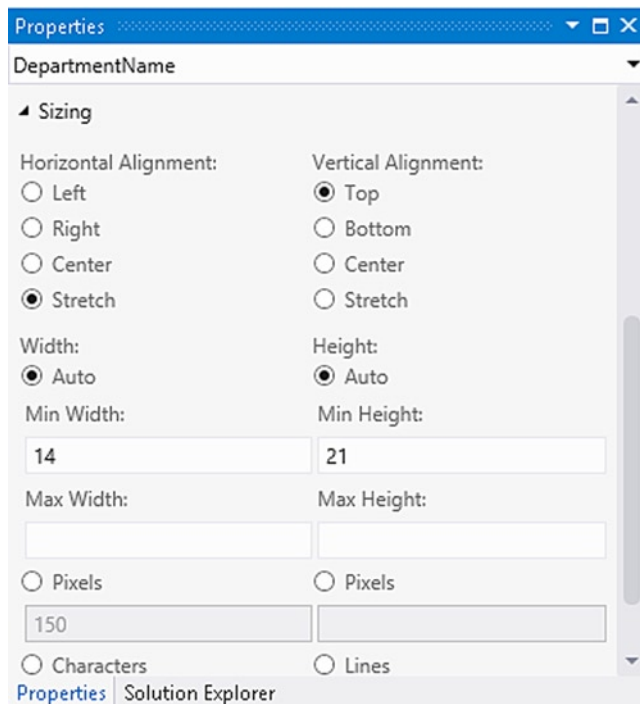 Properties
DepartmentName
Sizing
Horizontal Alignment: Vertical Alignment:
Left Top
Right Bottom
Center Center
Stretch Stretch
Width: Height:
Auto Auto
Min Width: Min Height:
14 21
Max Width: Max Height:
Pixels Pixels
150
Characters Lines
Properties Solution Explorer